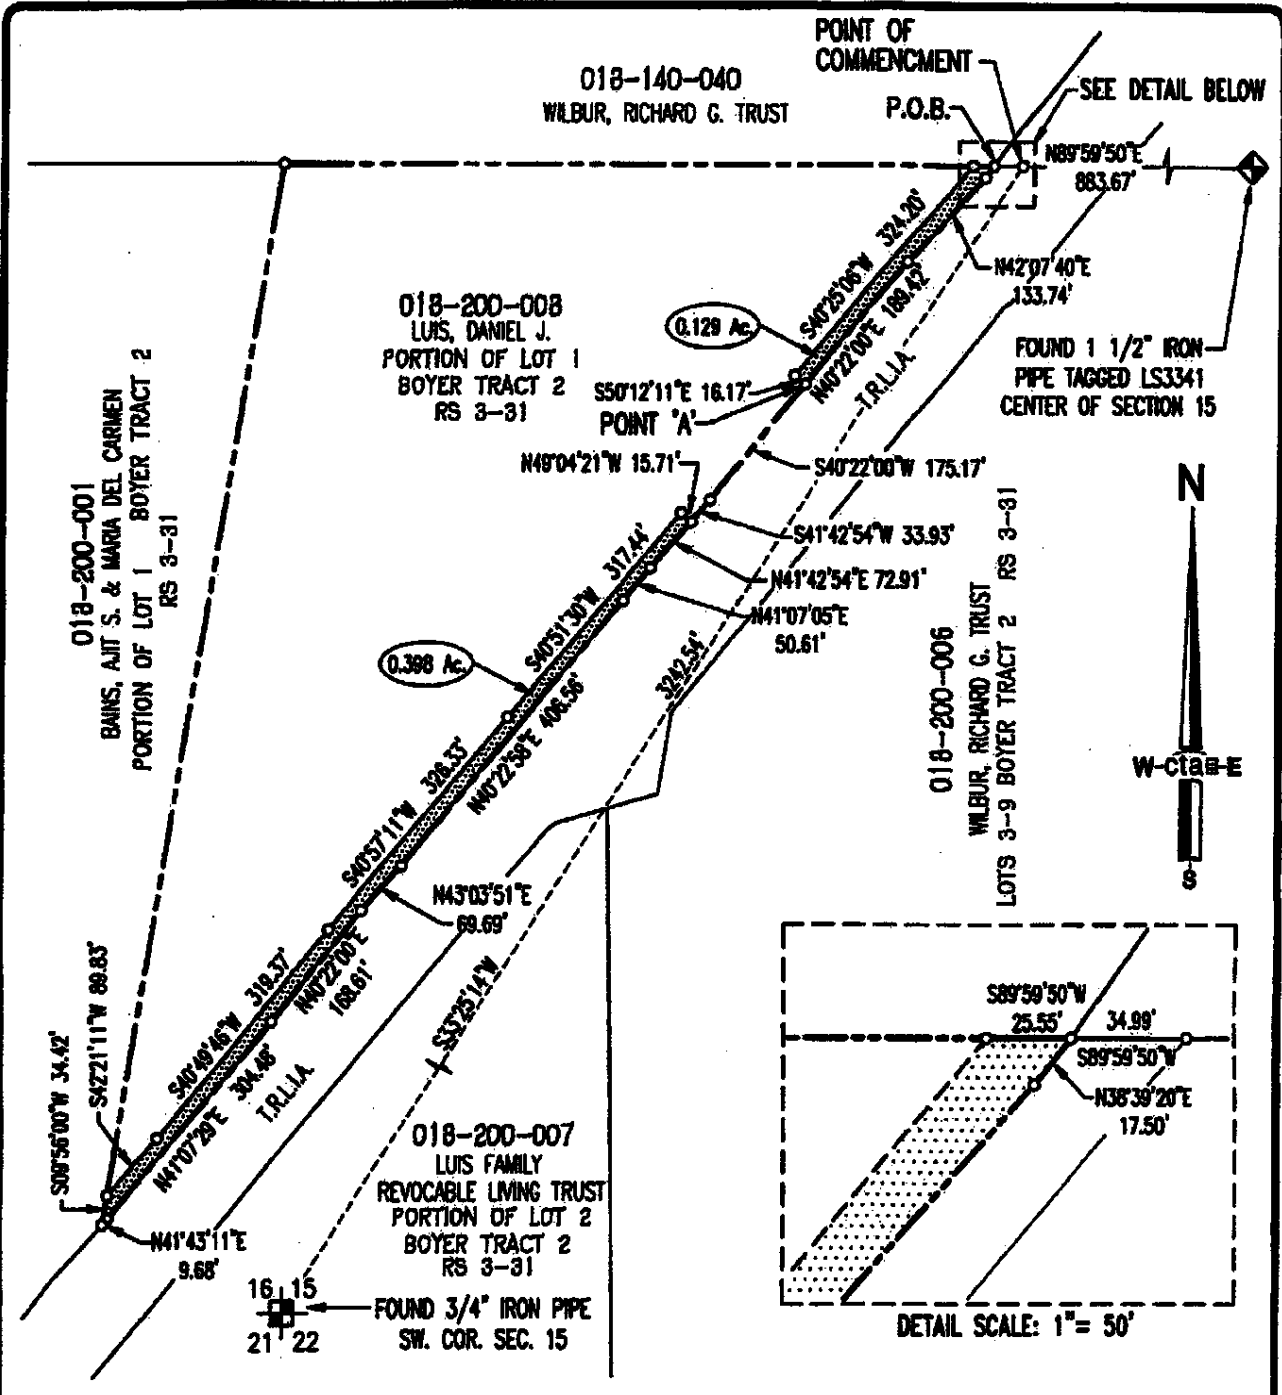 POINT OF
COMMENCMENT
018-140-040
WILBUR, RICHARD G. TRUST
P.O.B.
SEE DETAIL BELOW
N89°59'50"E
883.67'
S40°25'06"W 324.20'
N42°07'40"E
133.74'
N40°22'00"E 189.42'
0.129 Ac.
018-200-008
LUIS, DANIEL J.
PORTION OF LOT 1
BOYER TRACT 2
RS 3-31
S50°12'11"E 16.17'
POINT 'A'
T.R.L.I.A.
FOUND 1 1/2" IRON
PIPE TAGGED LS3341
CENTER OF SECTION 15
018-200-001
BAINS, AJIT S. & MARIA DEL CARMEN
PORTION OF LOT 1 BOYER TRACT 2
RS 3-31
N49°04'21"W 15.71'
S40°22'00"W 175.17'
S41°42'54"W 33.93'
N41°42'54"E 72.91'
N41°07'05"E
50.61'
S40°51'30"W 317.44'
0.398 Ac.
N40°22'58"E 406.56'
3242.54'
018-200-006
WILBUR, RICHARD G. TRUST
LOTS 3-9 BOYER TRACT 2 RS 3-31
N
W-cta-E
S
S40°57'11"W 326.33'
N43°03'51"E
69.69'
N40°22'00"E
168.61'
S33°25'14"W
S40°49'46"W 319.37'
N41°07'29"E 304.48'
T.R.L.I.A.
S42°21'11"W 89.83'
S09°56'00"W 34.42'
N41°43'11"E
9.68'
018-200-007
LUIS FAMILY
REVOCABLE LIVING TRUST
PORTION OF LOT 2
BOYER TRACT 2
RS 3-31
16 15
21 22
FOUND 3/4" IRON PIPE
SW. COR. SEC. 15
S89°59'50"W
25.55'
34.99'
S89°59'50"W
N38°39'20"E
17.50'
DETAIL SCALE: 1"= 50'